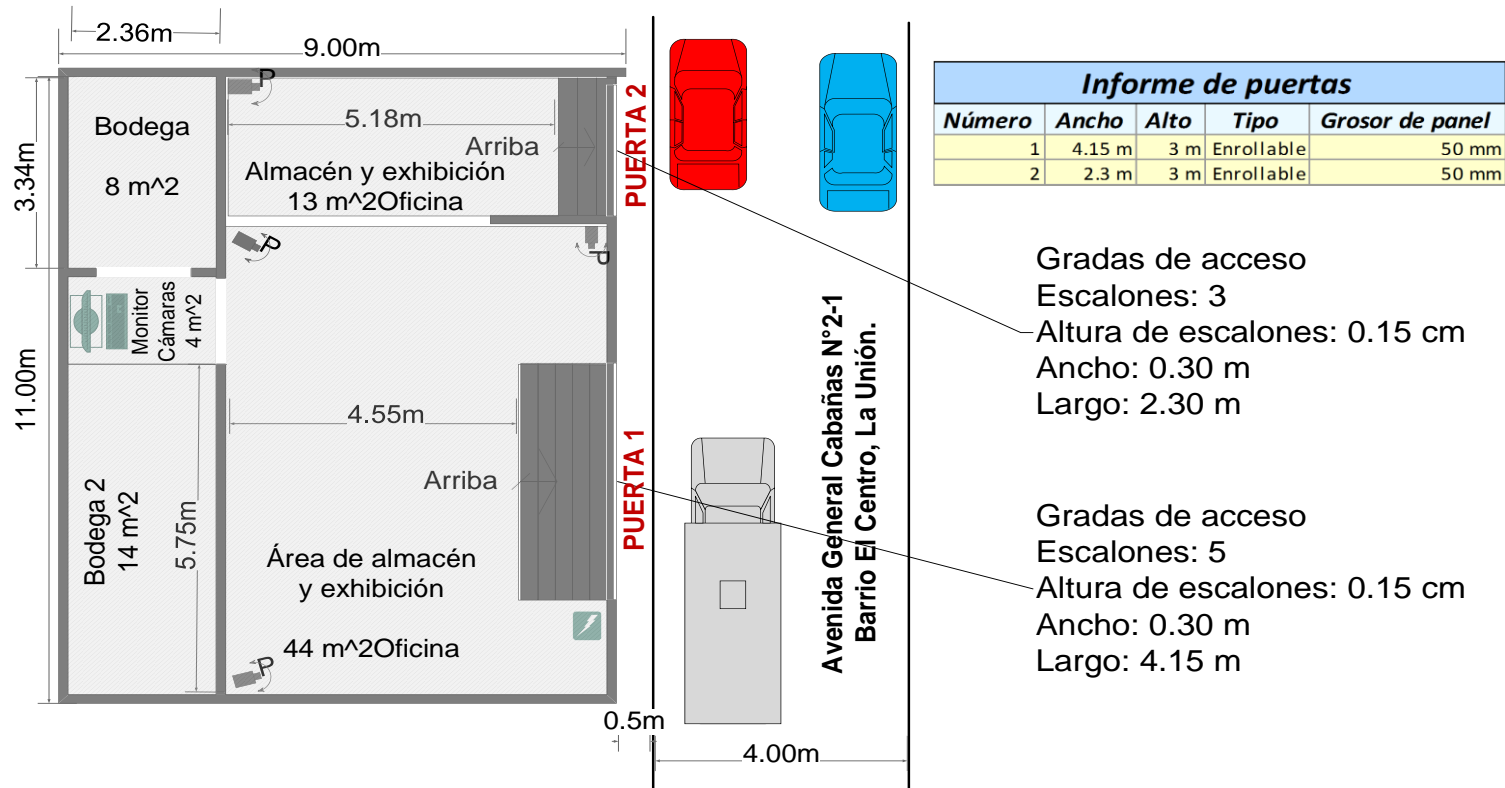 2.36m
9.00m
3.34m
11.00m
Bodega
8 m^2
P
5.18m
Arriba
Almacén y exhibición
13 m^2Oficina
PUERTA 2
P
P
Monitor
Cámaras
4 m^2
4.55m
Arriba
PUERTA 1
Bodega 2
14 m^2
5.75m
Área de almacén
y exhibición
44 m^2Oficina
P
0.5m
4.00m
Avenida General Cabañas N°2-1
Barrio El Centro, La Unión.
Informe de puertas
Número Ancho Alto Tipo Grosor de panel
1 4.15 m 3 m Enrollable 50 mm
2 2.3 m 3 m Enrollable 50 mm
Gradas de acceso
Escalones: 3
Altura de escalones: 0.15 cm
Ancho: 0.30 m
Largo: 2.30 m
Gradas de acceso
Escalones: 5
Altura de escalones: 0.15 cm
Ancho: 0.30 m
Largo: 4.15 m